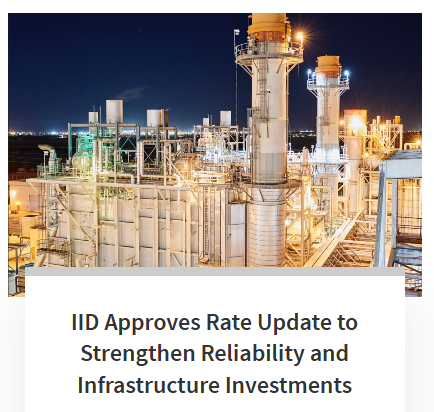 IID Approves Rate Update to
Strengthen Reliability and
Infrastructure Investments